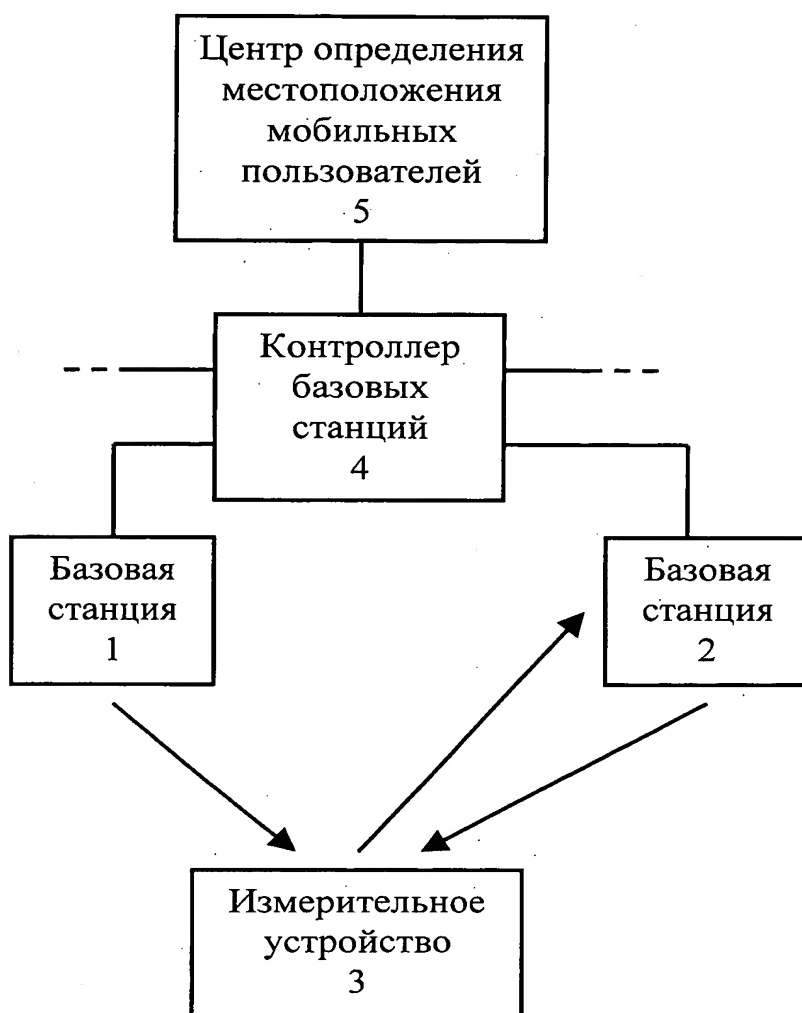 Центр определения
местоположения
мобильных
пользователей
5
Контроллер
базовых
станций
4
Базовая
станция
1
Базовая
станция
2
Измерительное
устройство
3